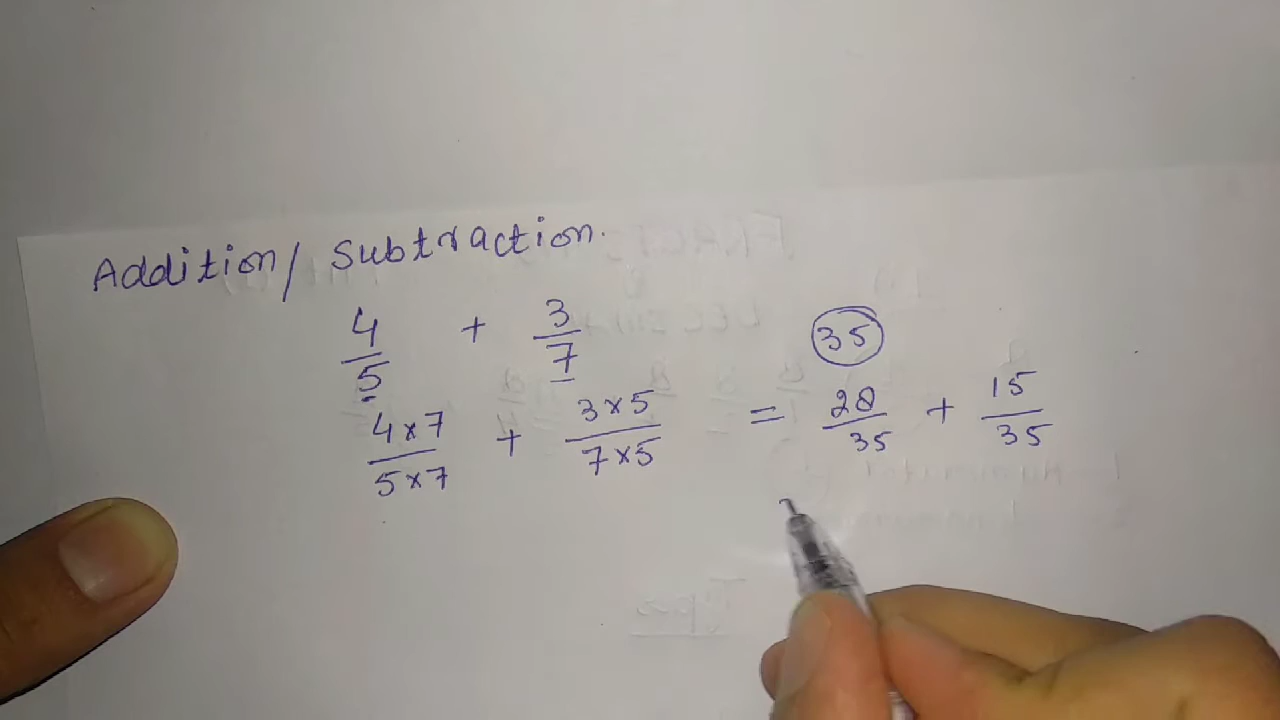 Addition/ Subtraction.
4/5 + 3/7
35
4×7/5×7 + 3×5/7×5 = 28/35 + 15/35